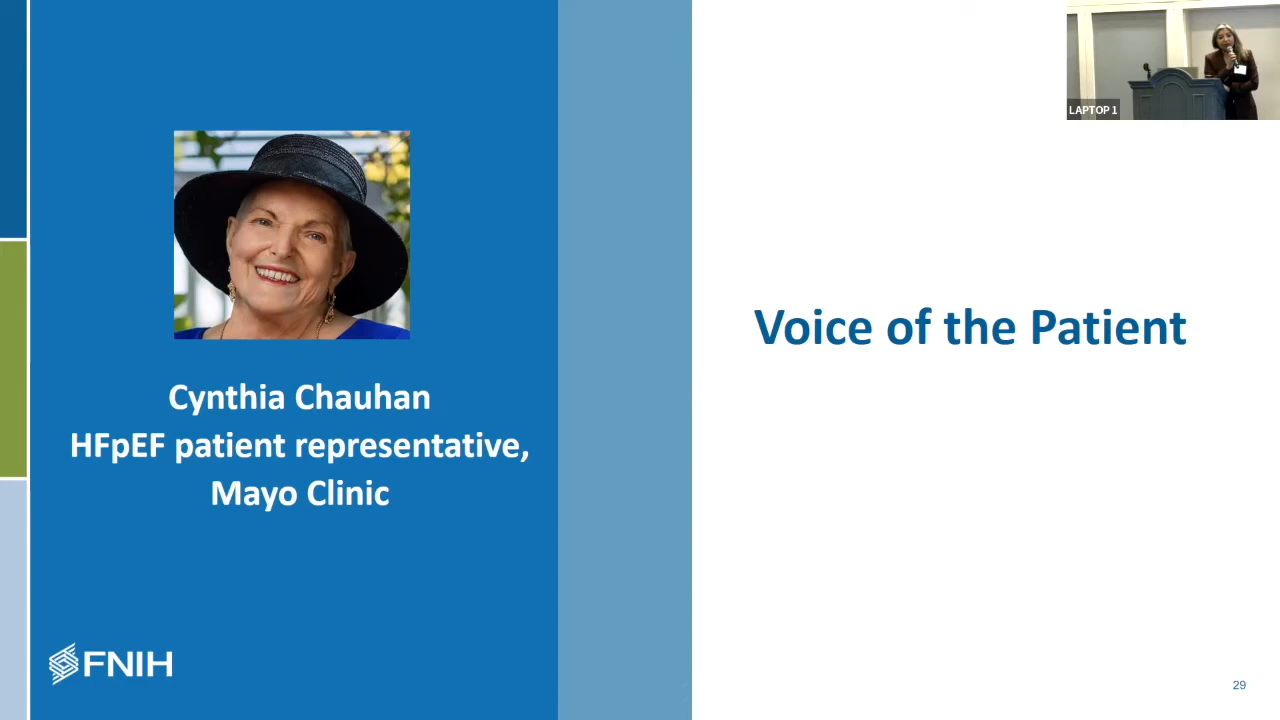 LAPTOP 1
Cynthia Chauhan
HFpEF patient representative,
Mayo Clinic
Voice of the Patient
FNIH
29